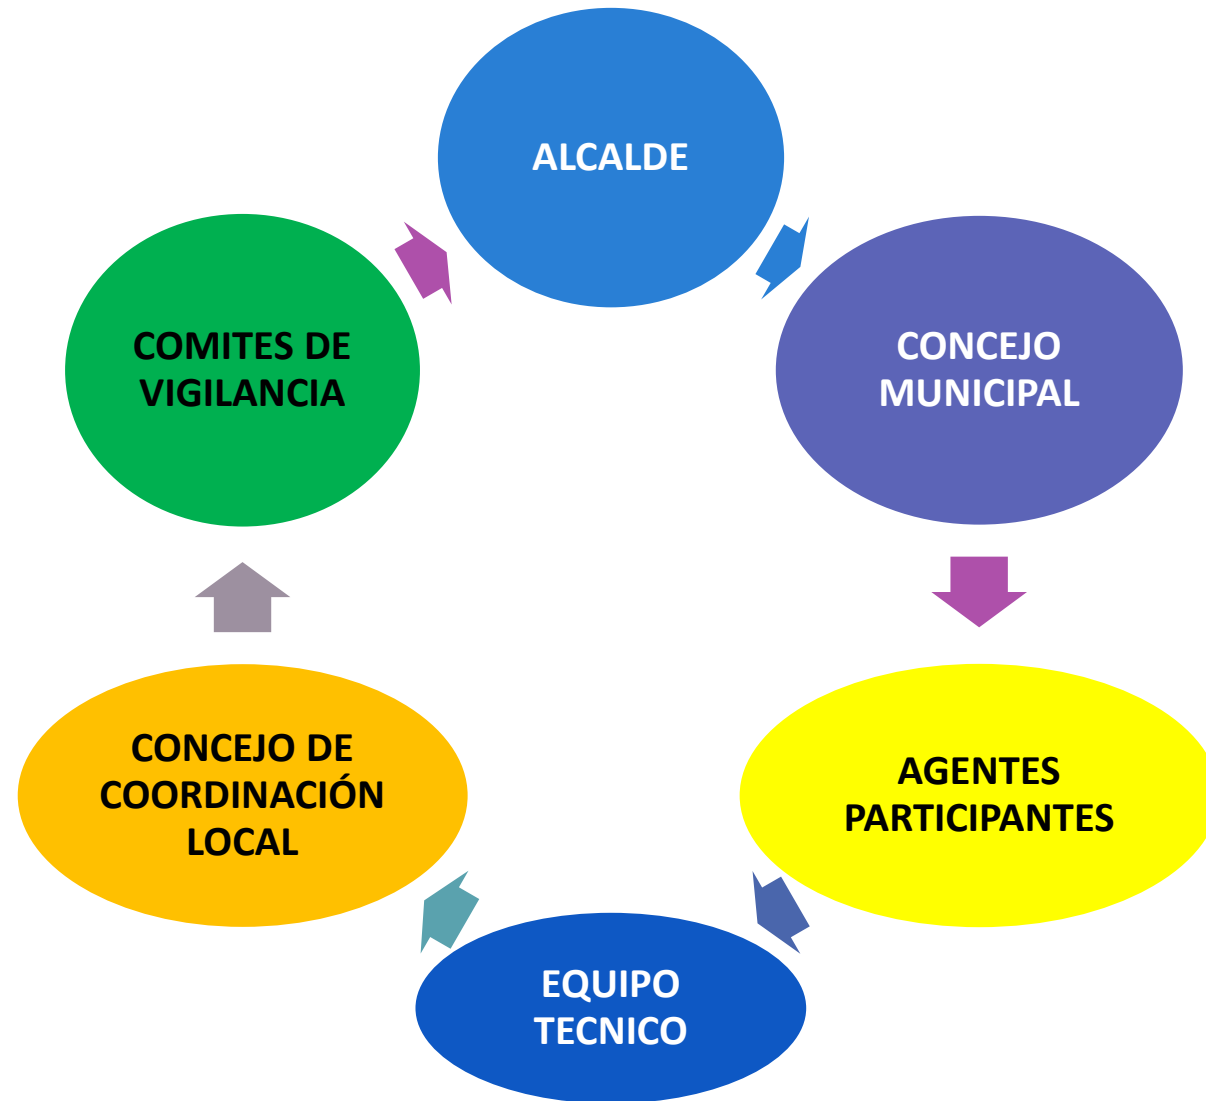 ALCALDE
CONCEJO
MUNICIPAL
AGENTES
PARTICIPANTES
EQUIPO
TECNICO
CONCEJO DE
COORDINACIÓN
LOCAL
COMITES DE
VIGILANCIA